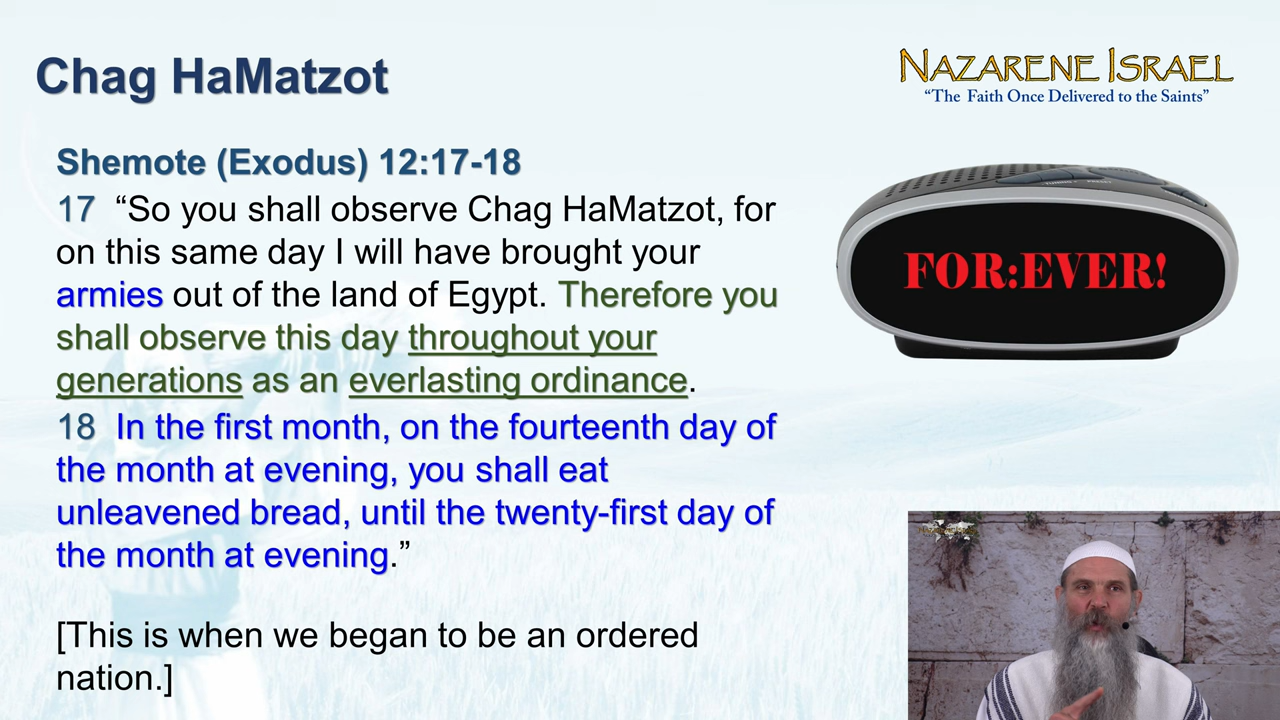 Chag HaMatzot
NAZARENE ISRAEL
“The Faith Once Delivered to the Saints”
Shemote (Exodus) 12:17-18
17 “So you shall observe Chag HaMatzot, for
on this same day I will have brought your
armies out of the land of Egypt. Therefore you
shall observe this day throughout your
generations as an everlasting ordinance.
18 In the first month, on the fourteenth day of
the month at evening, you shall eat
unleavened bread, until the twenty-first day of
the month at evening.”
[This is when we began to be an ordered
nation.]
FOR:EVER!